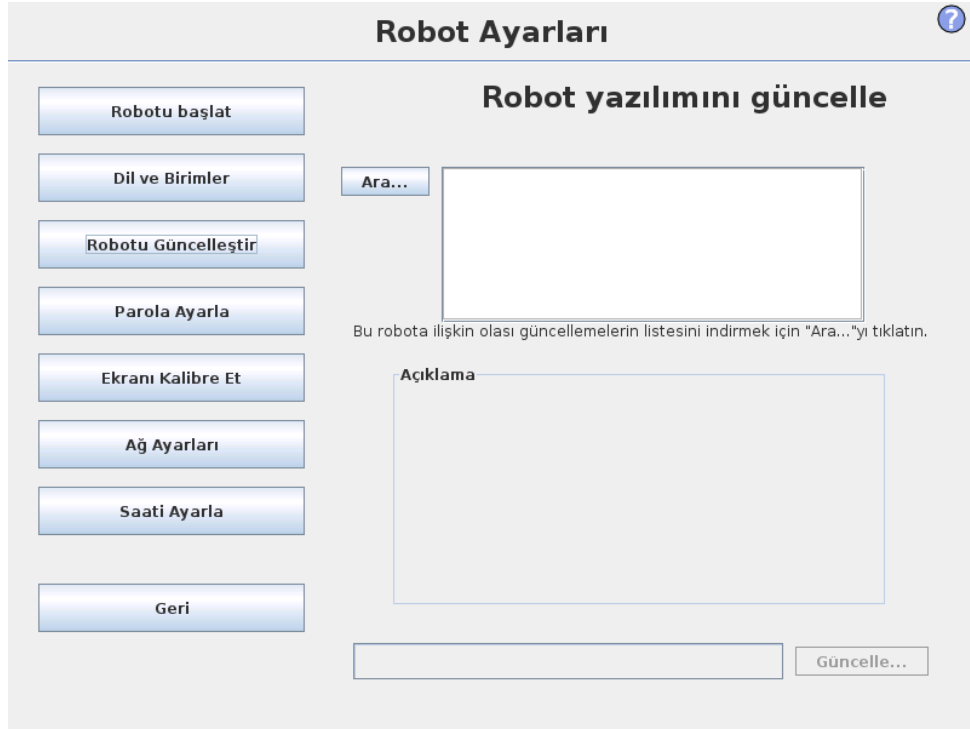 Robot Ayarları
?
Robotu başlat
Dil ve Birimler
Robotu Güncelleştir
Parola Ayarla
Ekranı Kalibre Et
Ağ Ayarları
Saati Ayarla
Geri
Robot yazılımını güncelle
Ara...
Bu robota ilişkin olası güncellemelerin listesini indirmek için "Ara..."yı tıklatın.
Açıklama
Güncelle...